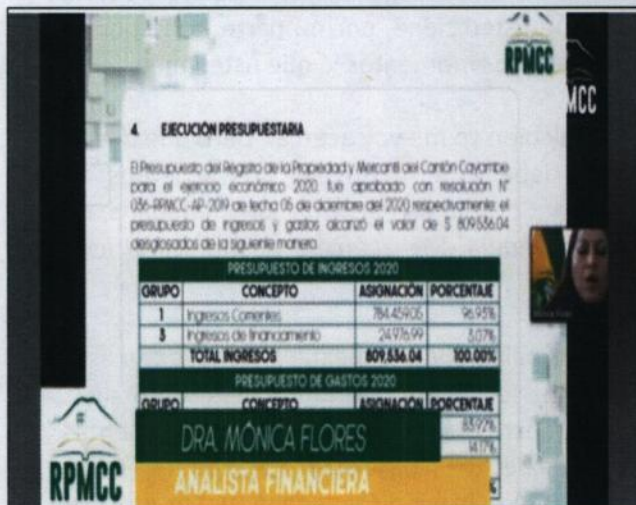 RPMCC
MCC
4. EJECUCIÓN PRESUPUESTARIA
El Presupuesto del Registro de la Propiedad y Mercantil del Cantón Cayambe
para el ejercicio económico 2020, fue aprobado con resolución N°
036-RPMCC-AP-2019 de fecha 05 de diciembre del 2020 respectivamente el
presupuesto de ingresos y gastos alcanzó el valor de $ 809.536.04
desglosados de la siguiente manera.
PRESUPUESTO DE INGRESOS 2020
GRUPO CONCEPTO ASIGNACIÓN PORCENTAJE
1 Ingresos Corrientes 784.459.05 96.93%
3 Ingresos de financiamiento 24.976.99 3.07%
TOTAL INGRESOS 809,536.04 100.00%
PRESUPUESTO DE GASTOS 2020
GRUPO CONCEPTO ASIGNACIÓN PORCENTAJE
83.92%
14.17%
%
DRA. MÓNICA FLORES
ANALISTA FINANCIERA
RPMCC